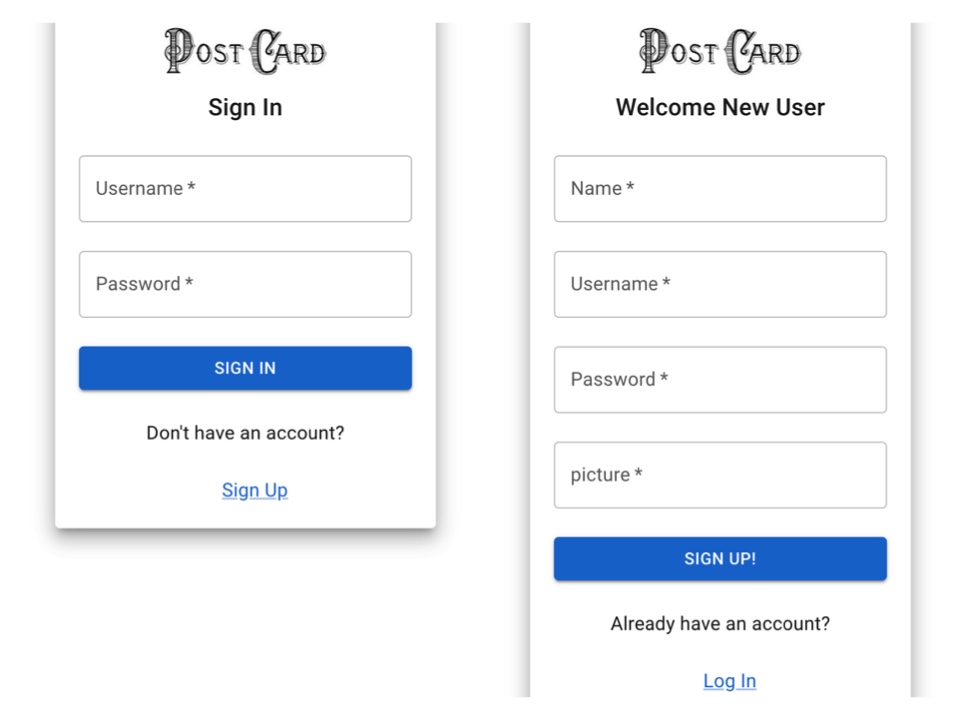 Post Card
Sign In
Username *
Password *
SIGN IN
Don't have an account?
Sign Up
Post Card
Welcome New User
Name *
Username *
Password *
picture *
SIGN UP!
Already have an account?
Log In